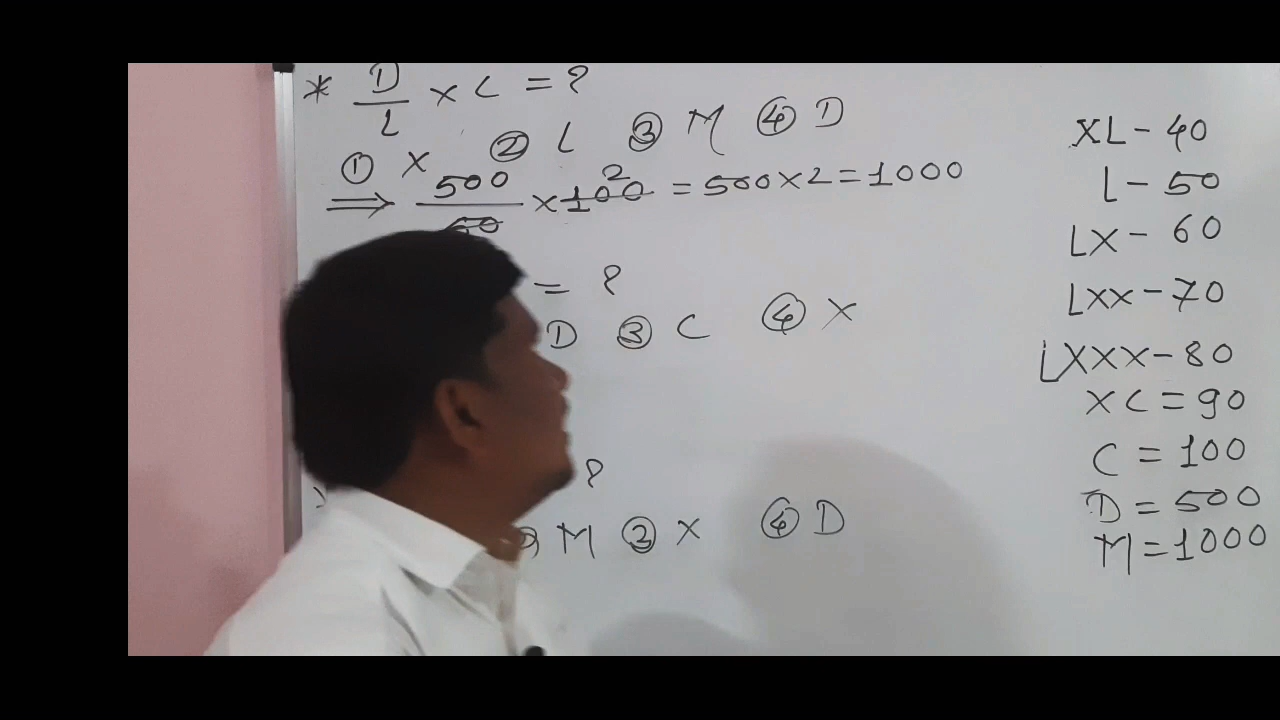 * D/L × C = ?
① × ② L ③ M ④ D
⇒ 500/50 × 100 2 = 500×2=1000
= ?
D ③ C ④ ×
?
② M ③ × ④ D
XL - 40
L - 50
LX - 60
LXX - 70
LXXX - 80
XC = 90
C = 100
D = 500
M = 1000